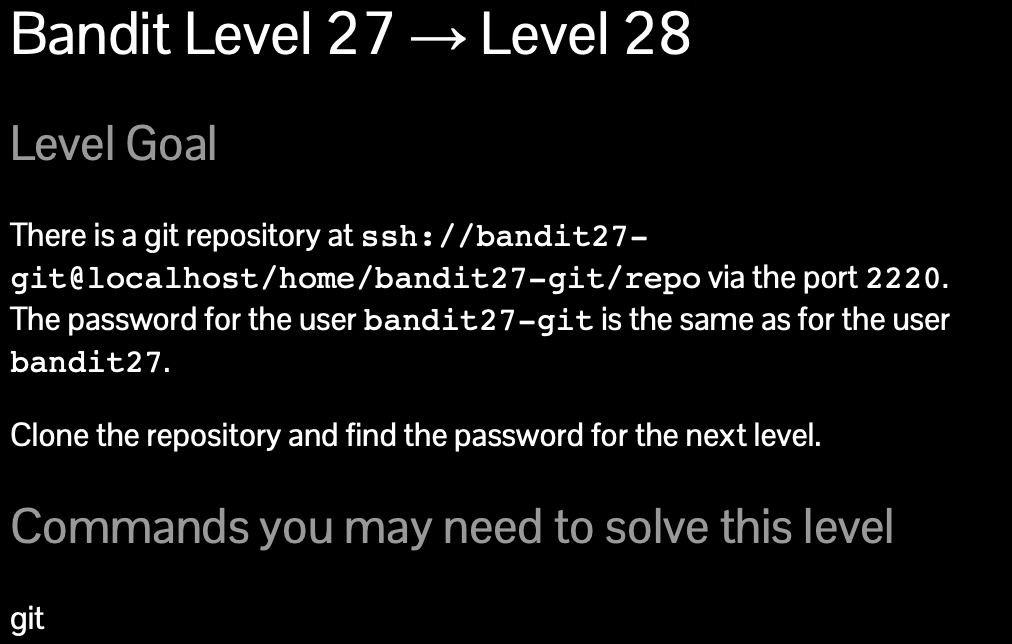 Bandit Level 27 → Level 28
Level Goal
There is a git repository at ssh://bandit27-
git@localhost/home/bandit27-git/repo via the port 2220.
The password for the user bandit27-git is the same as for the user
bandit27.
Clone the repository and find the password for the next level.
Commands you may need to solve this level
git